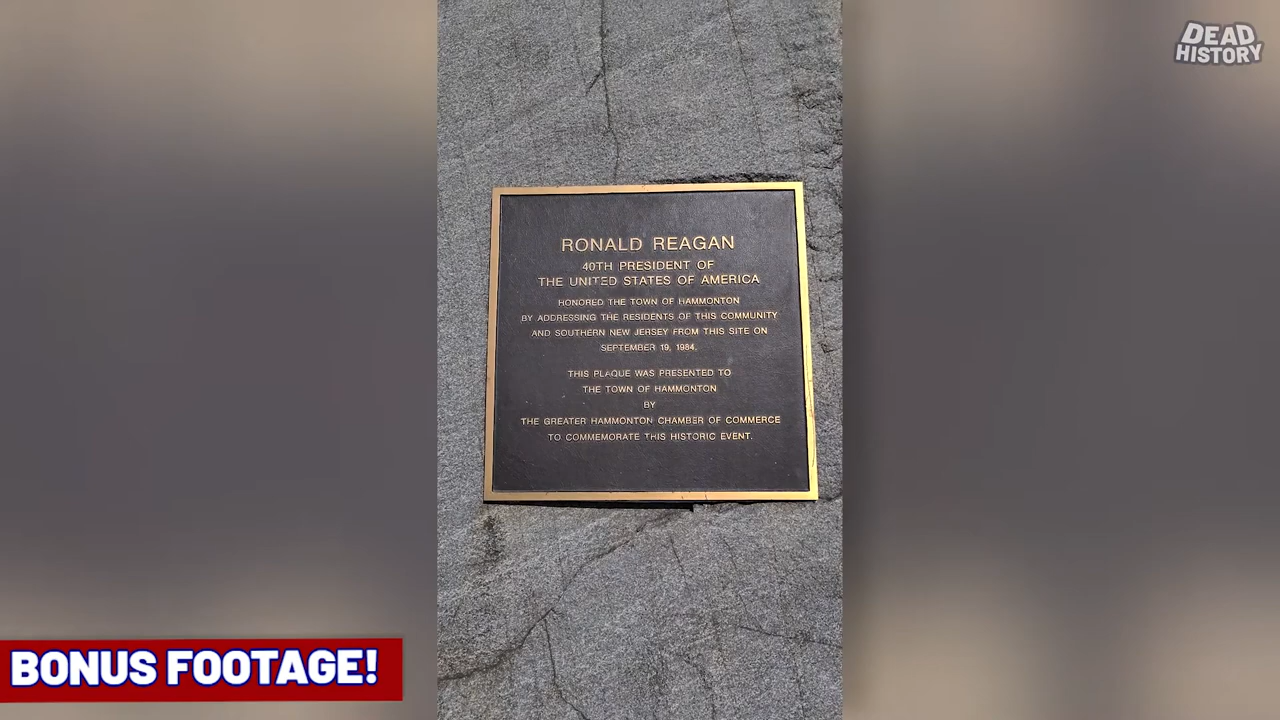 DEAD
HISTORY
RONALD REAGAN
40TH PRESIDENT OF
THE UNITED STATES OF AMERICA
HONORED THE TOWN OF HAMMONTON
BY ADDRESSING THE RESIDENTS OF THIS COMMUNITY
AND SOUTHERN NEW JERSEY FROM THIS SITE ON
SEPTEMBER 19, 1984.
THIS PLAQUE WAS PRESENTED TO
THE TOWN OF HAMMONTON
BY
THE GREATER HAMMONTON CHAMBER OF COMMERCE
TO COMMEMORATE THIS HISTORIC EVENT.
BONUS FOOTAGE!